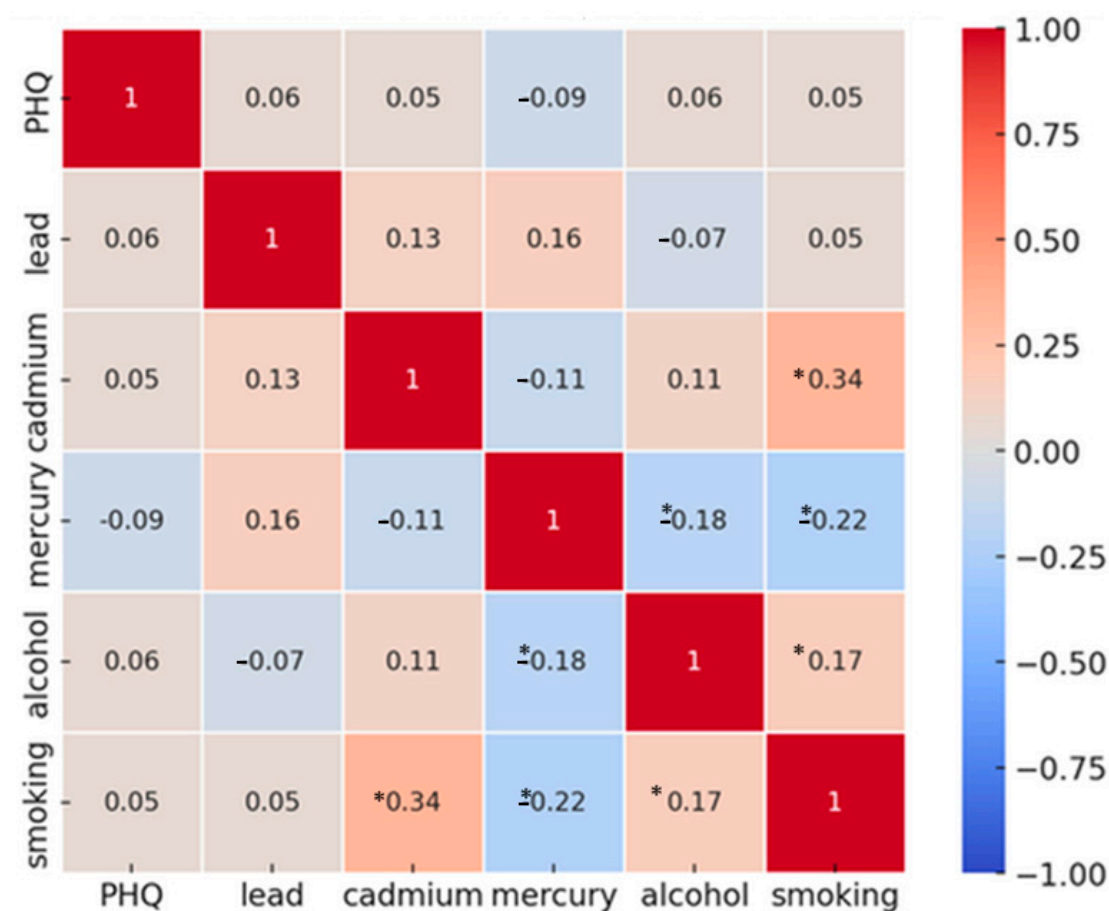 PHQ 1 0.06 0.05 -0.09 0.06 0.05
lead 0.06 1 0.13 0.16 -0.07 0.05
cadmium 0.05 0.13 1 -0.11 0.11 *0.34
mercury -0.09 0.16 -0.11 1 *-0.18 *-0.22
alcohol 0.06 -0.07 0.11 *-0.18 1 *0.17
smoking 0.05 0.05 *0.34 *-0.22 *0.17 1
PHQ lead cadmium mercury alcohol smoking
1.00
0.75
0.50
0.25
0.00
−0.25
−0.50
−0.75
−1.00